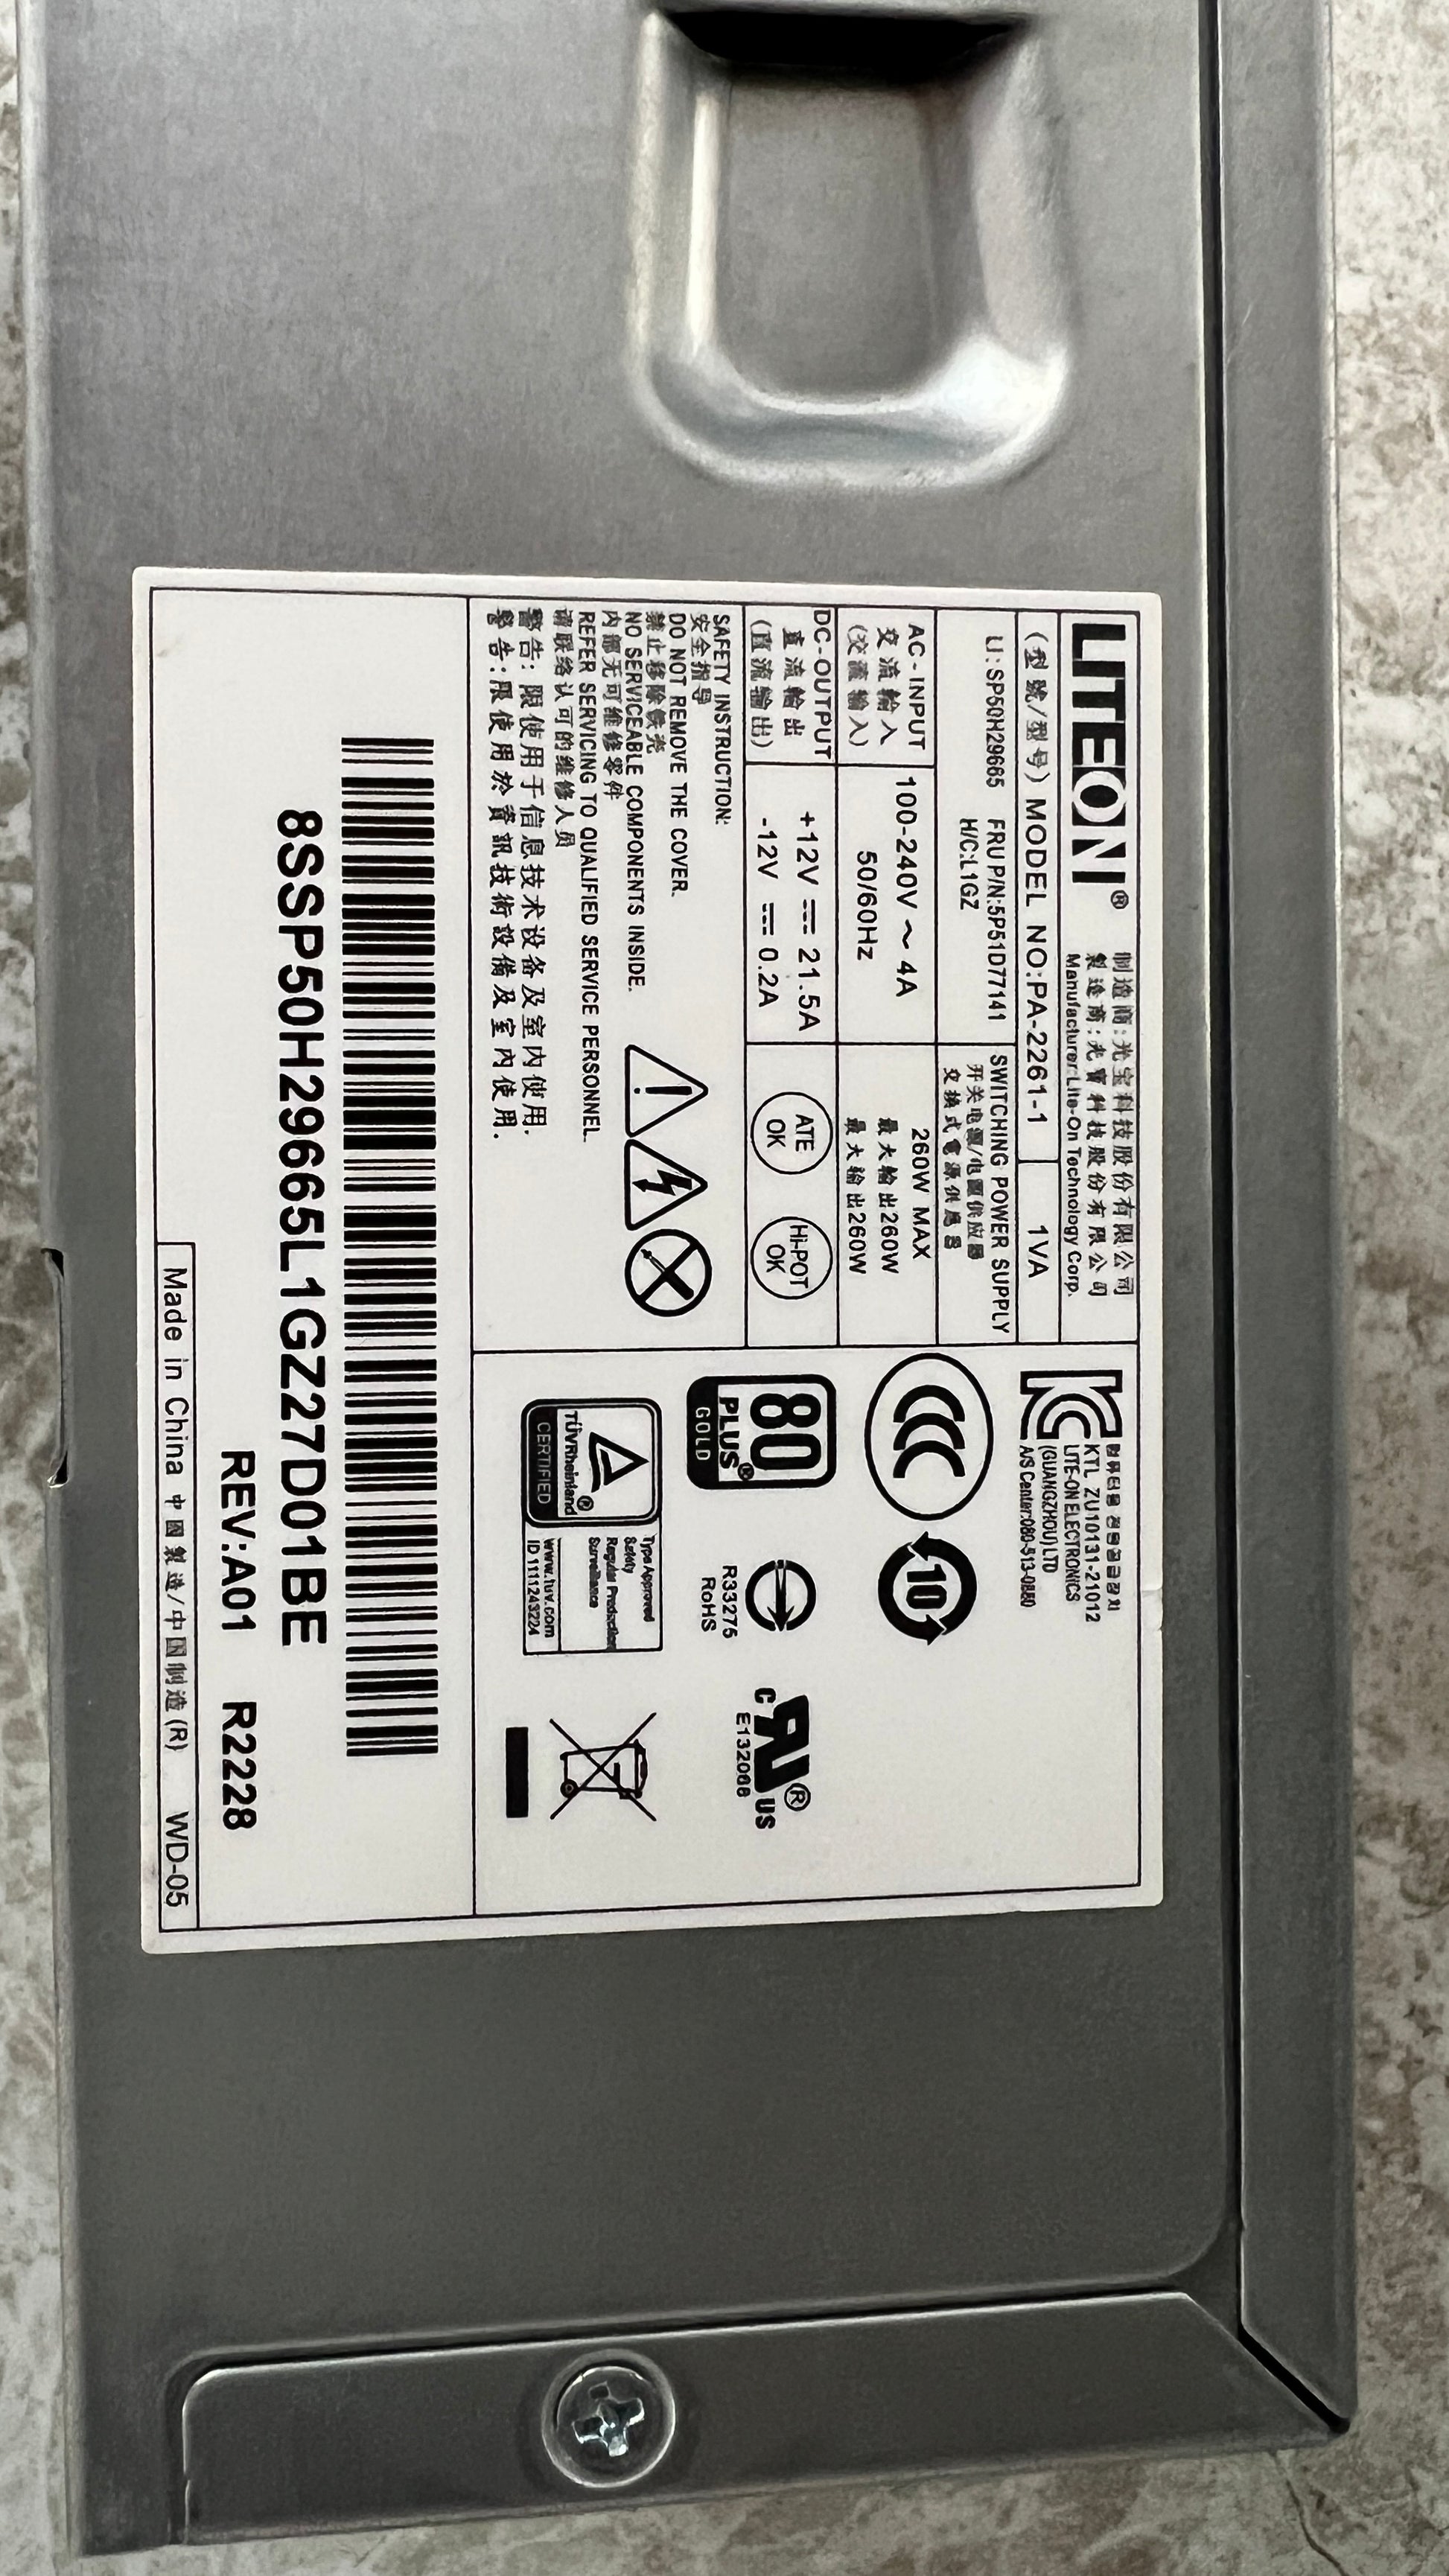 LITEON®
制造商:光宝科技股份有限公司
製造商:光寶科技股份有限公司
Manufacturer:Lite-On Technology Corp.
(型號/型号) MODEL NO:PA-2261-1
1VA
LI:SP50H29665 FRU P/N:5P51D77141
H/C:L1GZ
SWITCHING POWER SUPPLY
开关电源/电源供应器
交換式電源供應器
AC-INPUT
交流輸入
(交流输入)
100-240V ~ 4A
50/60Hz
260W MAX
最大輸出260W
最大输出260W
DC-OUTPUT
直流輸出
(直流输出)
+12V ⎓ 21.5A
-12V ⎓ 0.2A
ATE
OK
Hi-POT
OK
SAFETY INSTRUCTION:
安全指导
DO NOT REMOVE THE COVER.
禁止移除铁壳
NO SERVICEABLE COMPONENTS INSIDE.
内部无可维修零件
REFER SERVICING TO QUALIFIED SERVICE PERSONNEL.
请联络认可的维修人员
警告:限使用于信息技术设备及室内使用.
警告:限使用於資訊技術設備及室內使用.
KTL ZU10131-21012
LITE-ON ELECTRONICS
(GUANGZHOU) LTD
A/S Center:080-513-0880
CCC
10
80
PLUS®
GOLD
R33275
RoHS
c RU® US
E132068
TÜVRheinland®
CERTIFIED
Type Approved
Safety
Regular Production
Surveillance
www.tuv.com
ID 1111243224
8SSP50H29665L1GZ27D01BE
REV:A01 R2228
Made in China 中國製造/中国制造 (R) WD-05